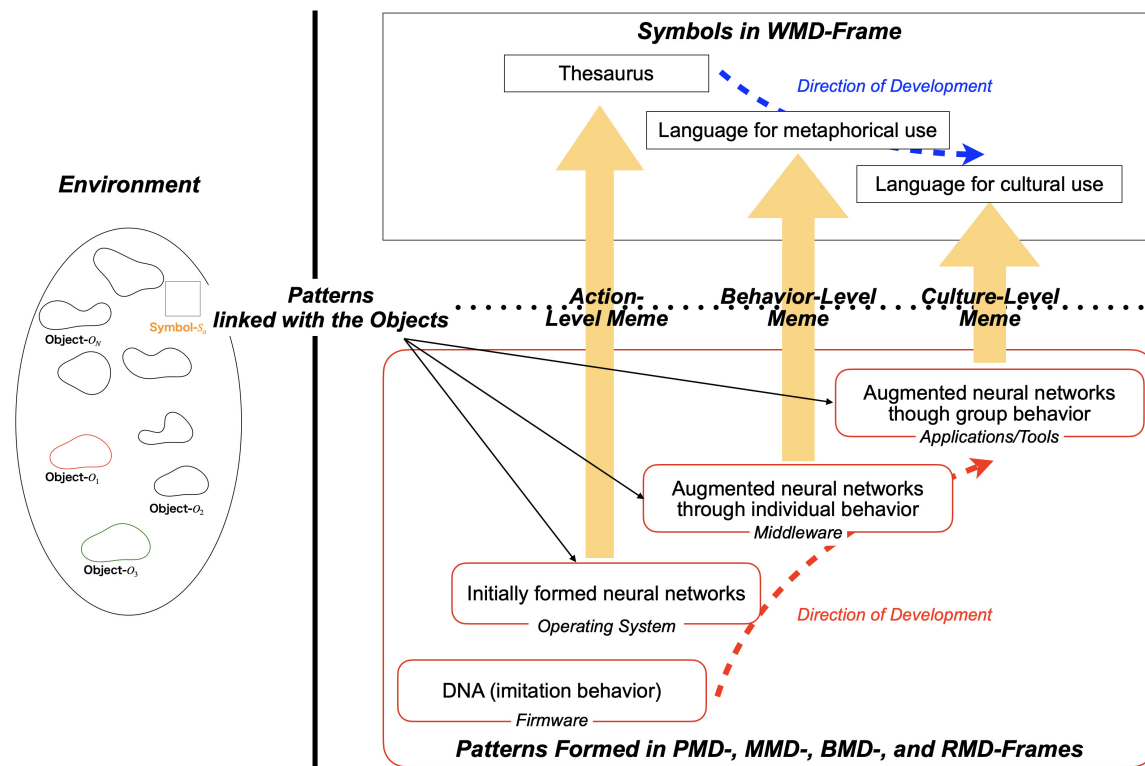 Symbols in WMD-Frame
Thesaurus
Direction of Development
Language for metaphorical use
Language for cultural use
Environment
Symbol-Sa
Object-ON
Object-O1
Object-O2
Object-O3
Patterns
linked with the Objects
Action-
Level Meme
Behavior-Level
Meme
Culture-Level
Meme
Augmented neural networks
though group behavior
Applications/Tools
Augmented neural networks
through individual behavior
Middleware
Initially formed neural networks
Operating System
Direction of Development
DNA (imitation behavior)
Firmware
Patterns Formed in PMD-, MMD-, BMD-, and RMD-Frames